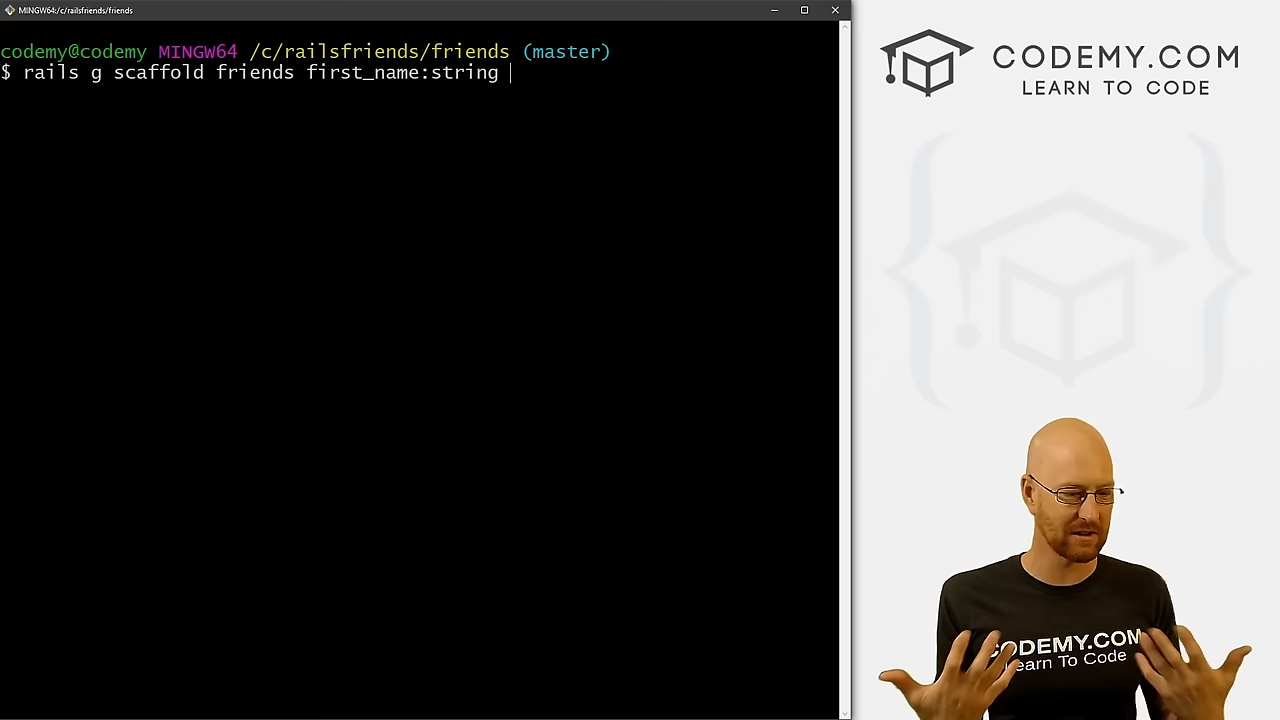 MINGW64:/c/railsfriends/friends
codemy@codemy MINGW64 /c/railsfriends/friends (master)
$ rails g scaffold friends first_name:string
CODEMY.COM
LEARN TO CODE
CODEMY.COM
Learn To Code